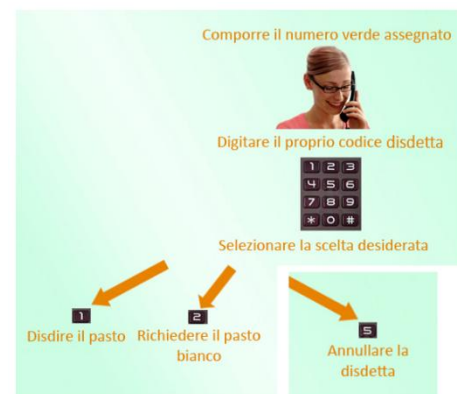 Comporre il numero verde assegnato
Digitare il proprio codice disdetta
1 2 3
4 5 6
7 8 9
* 0 #
Selezionare la scelta desiderata
1
Disdire il pasto
2
Richiedere il pasto
bianco
5
Annullare la
disdetta